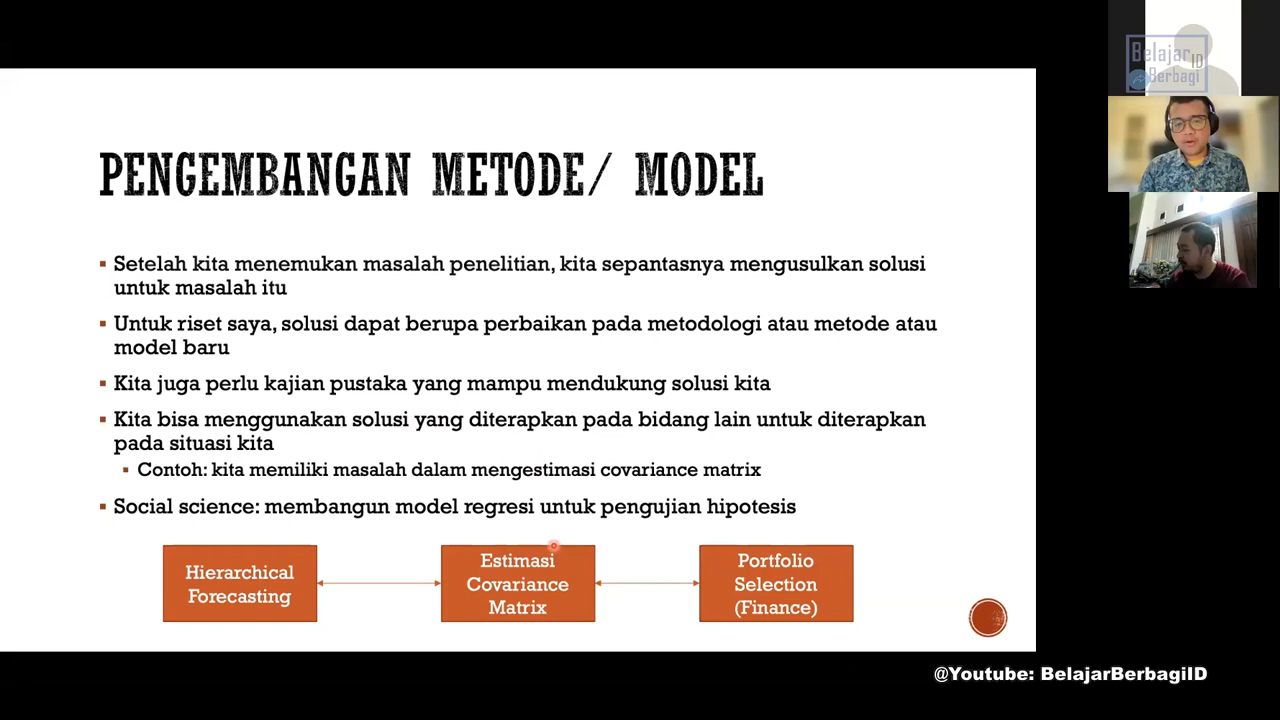 PENGEMBANGAN METODE/ MODEL
Setelah kita menemukan masalah penelitian, kita sepantasnya mengusulkan solusi
untuk masalah itu
Untuk riset saya, solusi dapat berupa perbaikan pada metodologi atau metode atau
model baru
Kita juga perlu kajian pustaka yang mampu mendukung solusi kita
Kita bisa menggunakan solusi yang diterapkan pada bidang lain untuk diterapkan
pada situasi kita
Contoh: kita memiliki masalah dalam mengestimasi covariance matrix
Social science: membangun model regresi untuk pengujian hipotesis
Hierarchical
Forecasting
Estimasi
Covariance
Matrix
Portfolio
Selection
(Finance)
Belajar
ID
Berbagi
@Youtube: BelajarBerbagiID